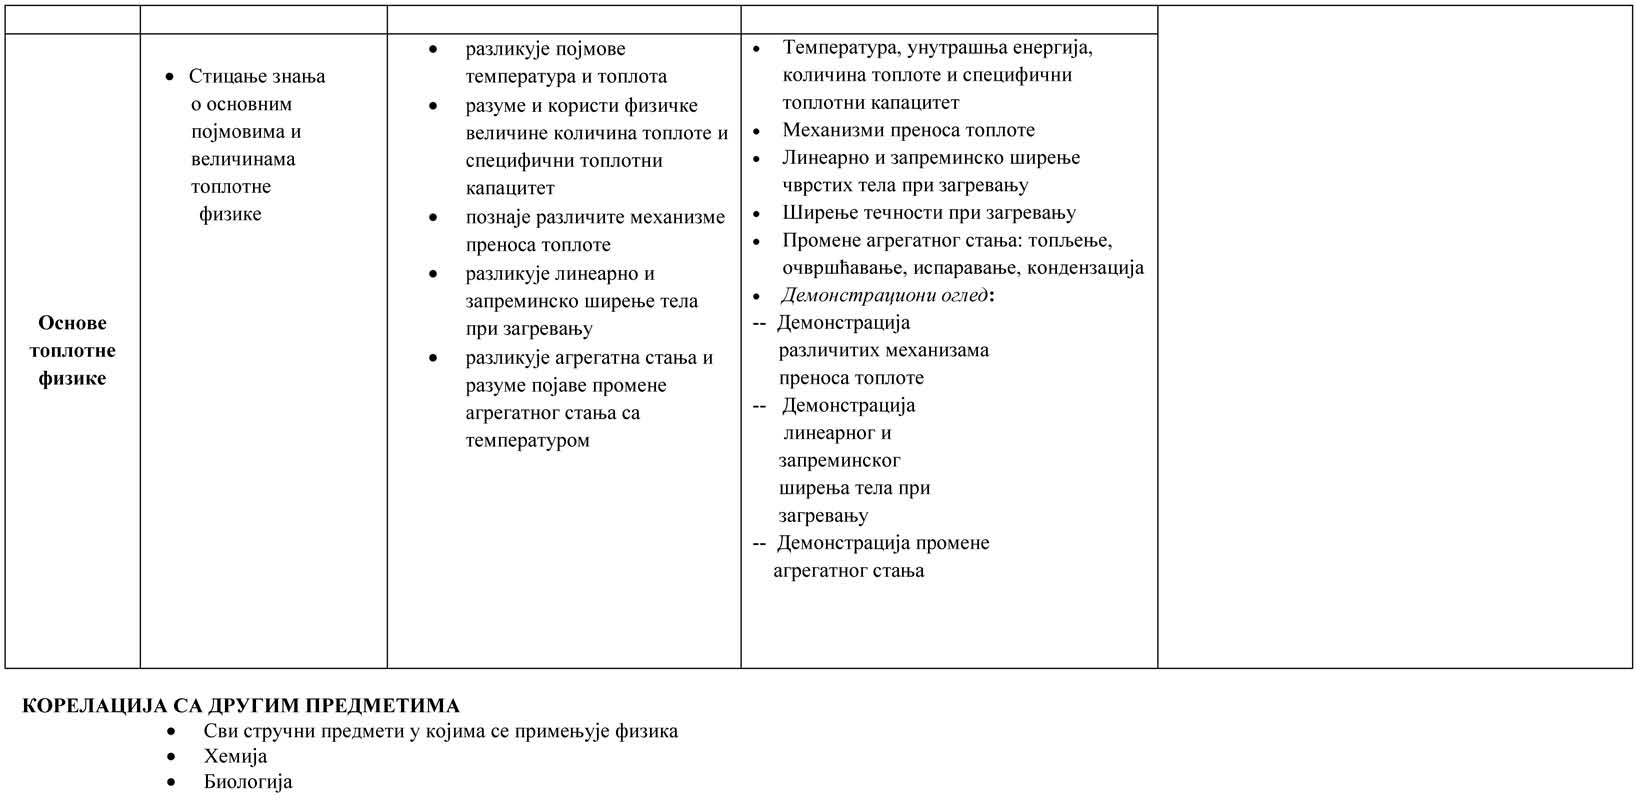 Основе
топлотне
физике
• Стицање знања
о основним
појмовима и
величинама
топлотне
физике
• разликује појмове
температура и топлота
• разуме и користи физичке
величине количина топлоте и
специфични топлотни
капацитет
• познаје различите механизме
преноса топлоте
• разликује линеарно и
запреминско ширење тела
при загревању
• разликује агрегатна стања и
разуме појаве промене
агрегатног стања са
температуром
• Температура, унутрашња енергија,
количина топлоте и специфични
топлотни капацитет
• Механизми преноса топлоте
• Линеарно и запреминско ширење
чврстих тела при загревању
• Ширење течности при загревању
• Промене агрегатног стања: топљење,
очвршћавање, испаравање, кондензација
• Демонстрациони оглед:
-- Демонстрација
различитих механизама
преноса топлоте
-- Демонстрација
линеарног и
запреминског
ширења тела при
загревању
-- Демонстрација промене
агрегатног стања
КОРЕЛАЦИЈА СА ДРУГИМ ПРЕДМЕТИМА
• Сви стручни предмети у којима се примењује физика
• Хемија
• Биологија